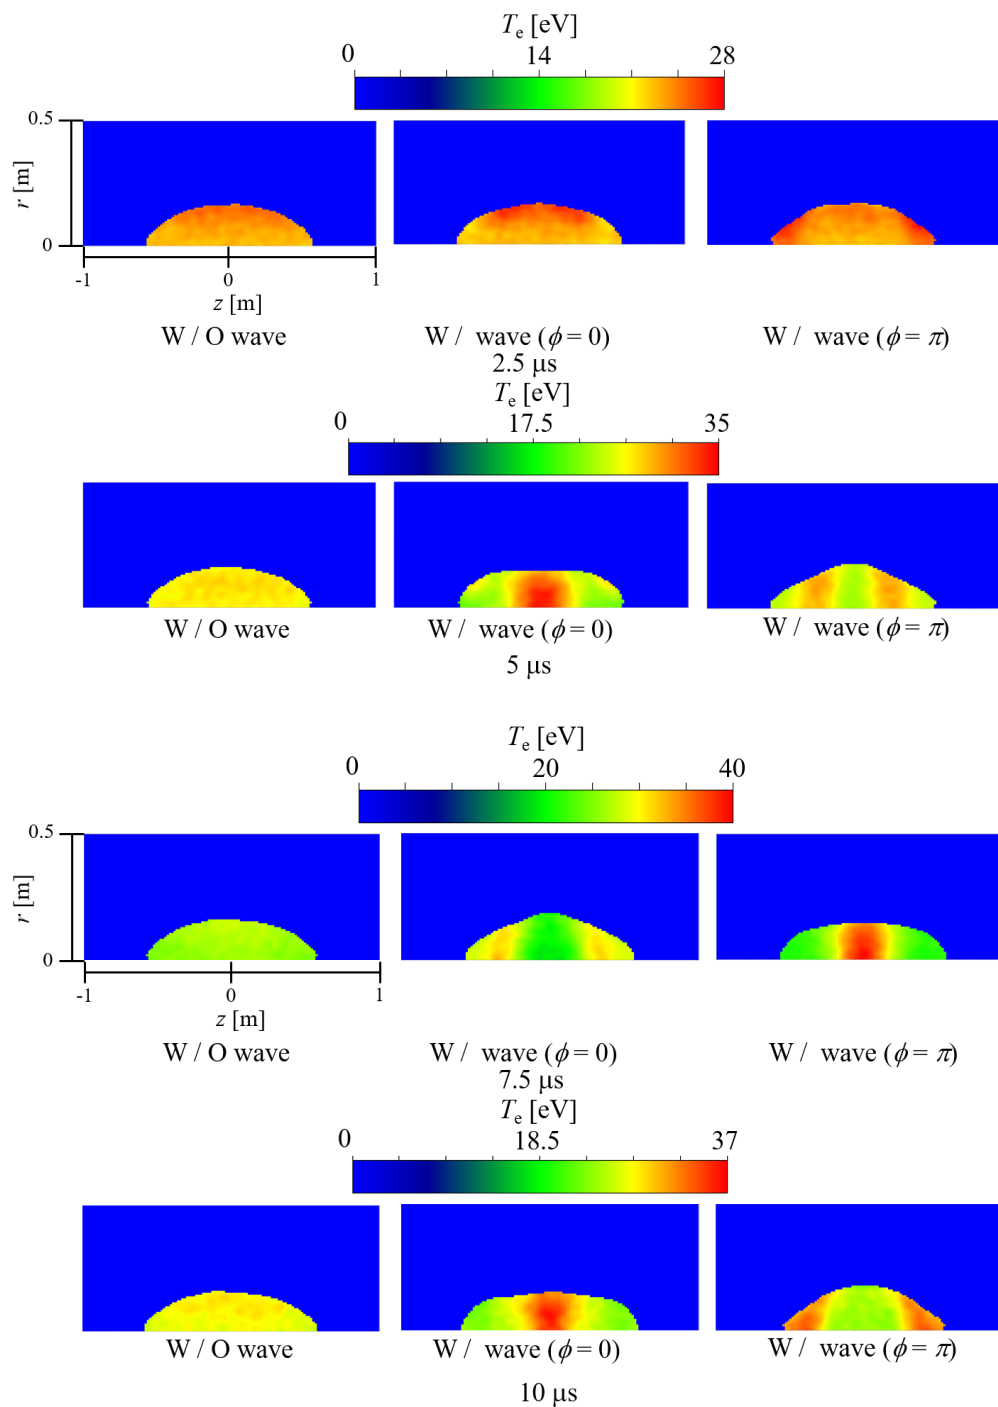 Te [eV]
0 14 28
0.5
r [m]
0
-1 0 1
z [m]
W / O wave W / wave (ϕ = 0) W / wave (ϕ = π)
2.5 μs
Te [eV]
0 17.5 35
W / O wave W / wave (ϕ = 0) W / wave (ϕ = π)
5 μs
Te [eV]
0 20 40
0.5
r [m]
0
-1 0 1
z [m]
W / O wave W / wave (ϕ = 0) W / wave (ϕ = π)
7.5 μs
Te [eV]
0 18.5 37
W / O wave W / wave (ϕ = 0) W / wave (ϕ = π)
10 μs